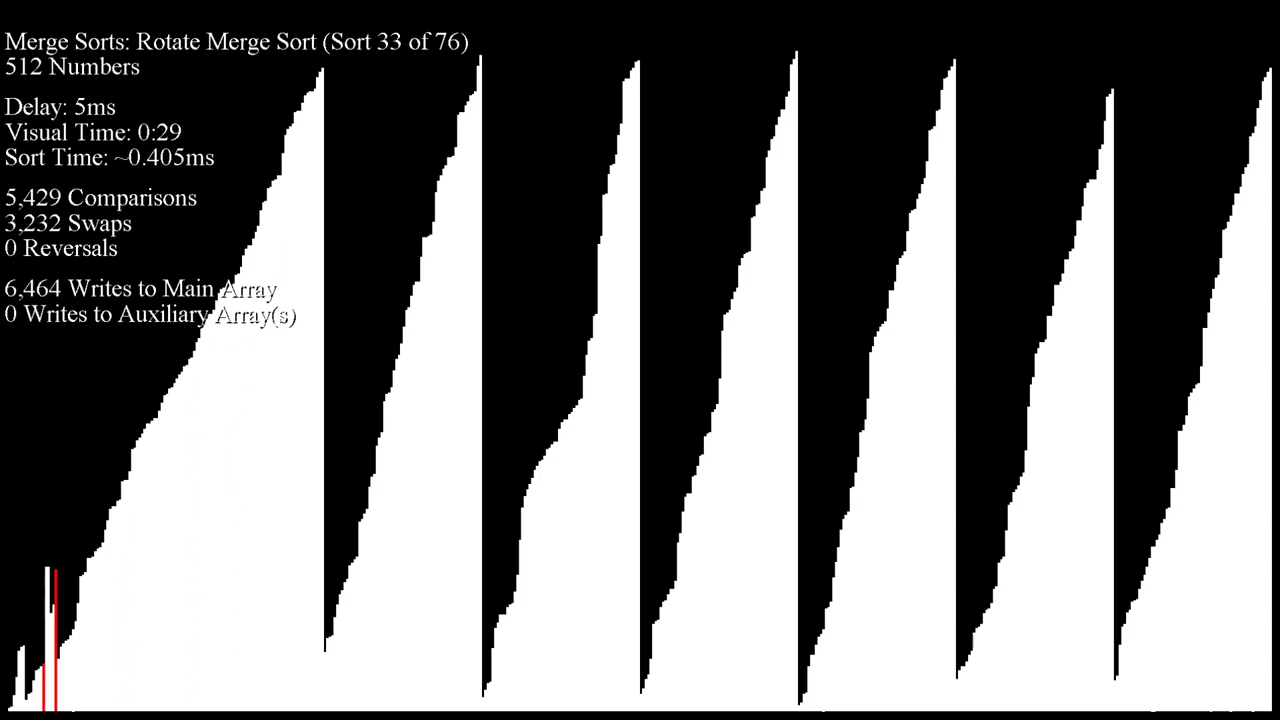 Merge Sorts: Rotate Merge Sort (Sort 33 of 76)
512 Numbers
Delay: 5ms
Visual Time: 0:29
Sort Time: ~0.405ms
5,429 Comparisons
3,232 Swaps
0 Reversals
6,464 Writes to Main Array
0 Writes to Auxiliary Array(s)